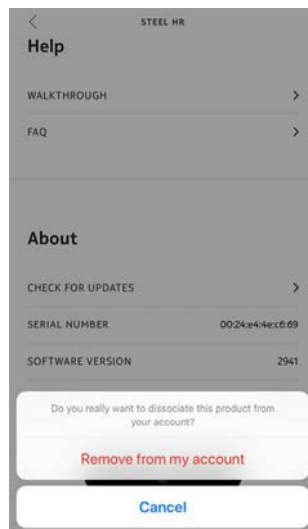 STEEL HR
Help
WALKTHROUGH
FAQ
About
CHECK FOR UPDATES
SERIAL NUMBER 00:24:e4:4e:c6:69
SOFTWARE VERSION 2941
Do you really want to dissociate this product from
your account?
Remove from my account
Cancel